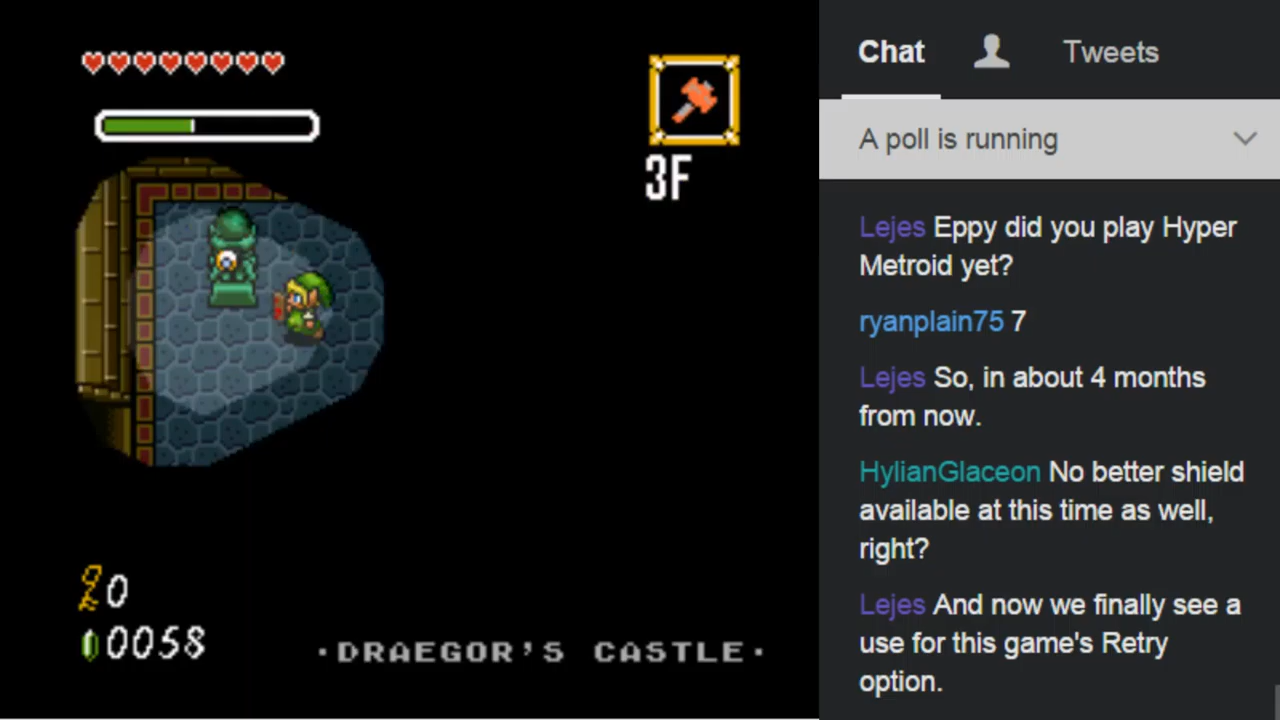 3F
0
0058
·DRAEGOR'S CASTLE·
Chat
Tweets
A poll is running
Lejes Eppy did you play Hyper
Metroid yet?
ryanplain75 7
Lejes So, in about 4 months
from now.
HylianGlaceon No better shield
available at this time as well,
right?
Lejes And now we finally see a
use for this game's Retry
option.